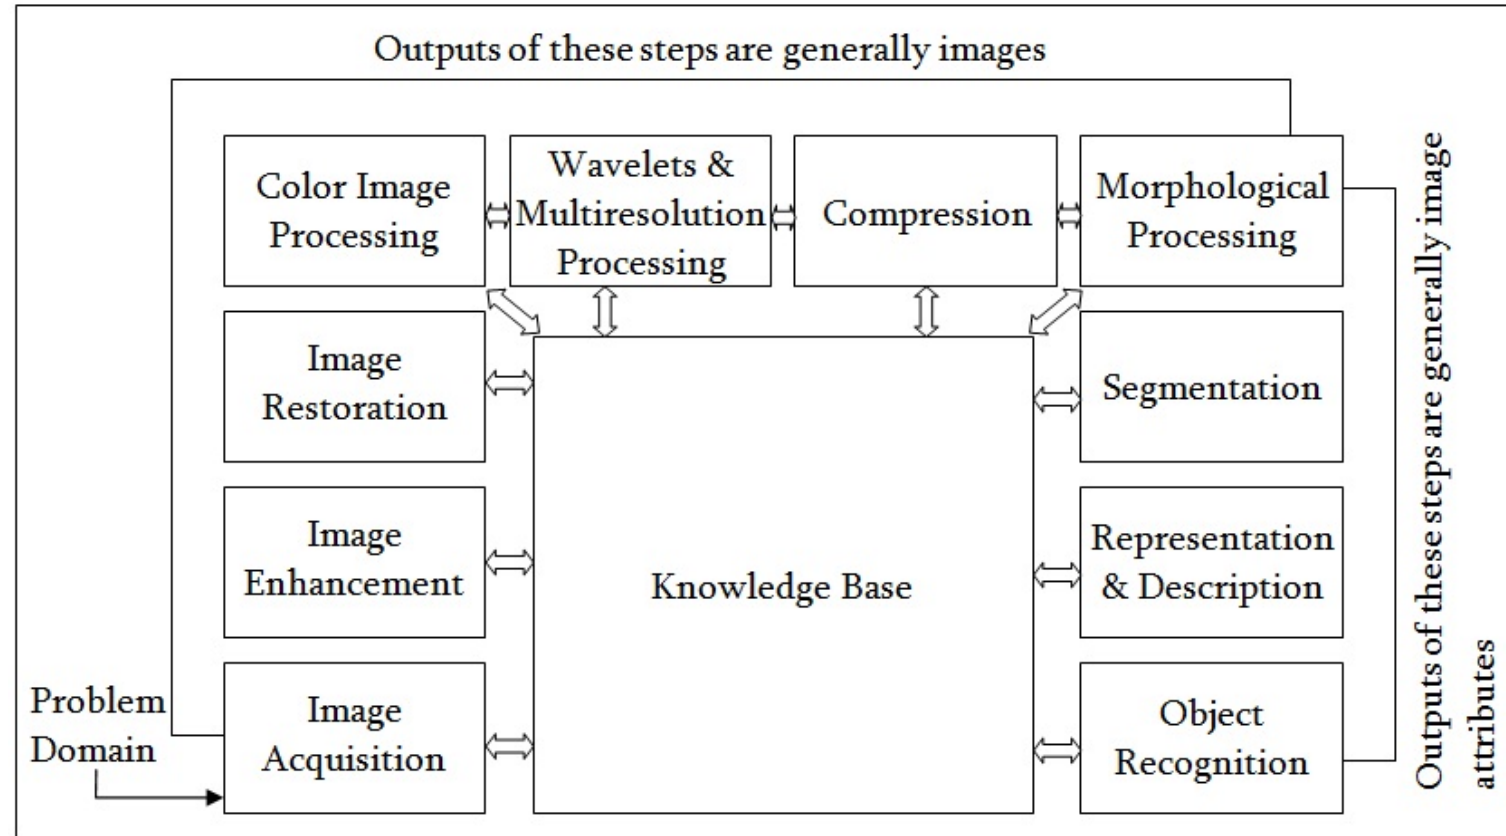 Outputs of these steps are generally images
Color Image
Processing
Wavelets &
Multiresolution
Processing
Compression
Morphological
Processing
Image
Restoration
Segmentation
Image
Enhancement
Knowledge Base
Representation
& Description
Problem
Domain
Image
Acquisition
Object
Recognition
Outputs of these steps are generally image
attributes